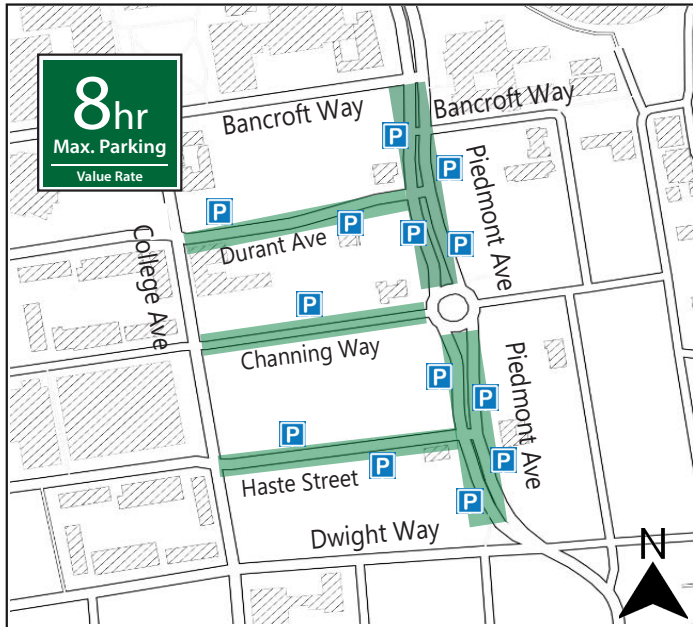 8hr
Max. Parking
Value Rate
Bancroft Way
Bancroft Way
P
P
Piedmont Ave
P
P
Durant Ave
P
P
College Ave
P
Channing Way
P
P
Piedmont Ave
P
P
Haste Street
P
P
Dwight Way
N